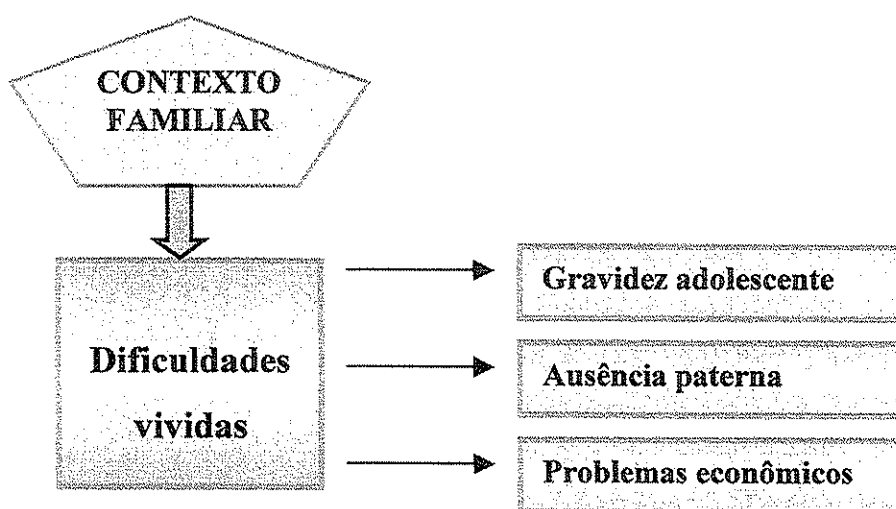 CONTEXTO
FAMILIAR
Dificuldades
vividas
Gravidez adolescente
Ausência paterna
Problemas econômicos